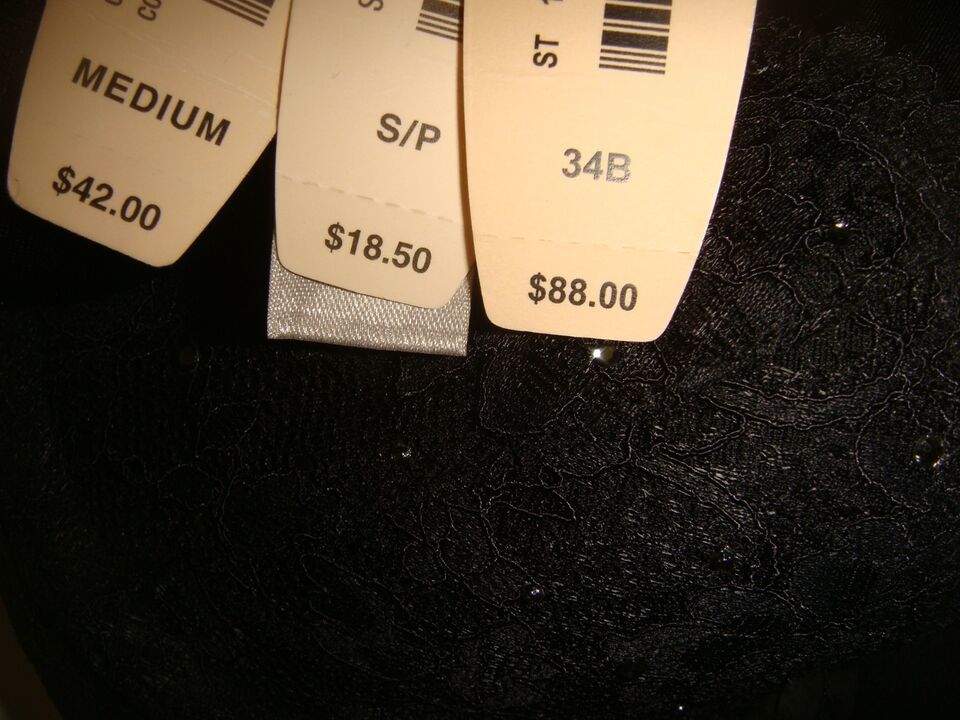 MEDIUM
$42.00
S/P
$18.50
ST
34B
$88.00